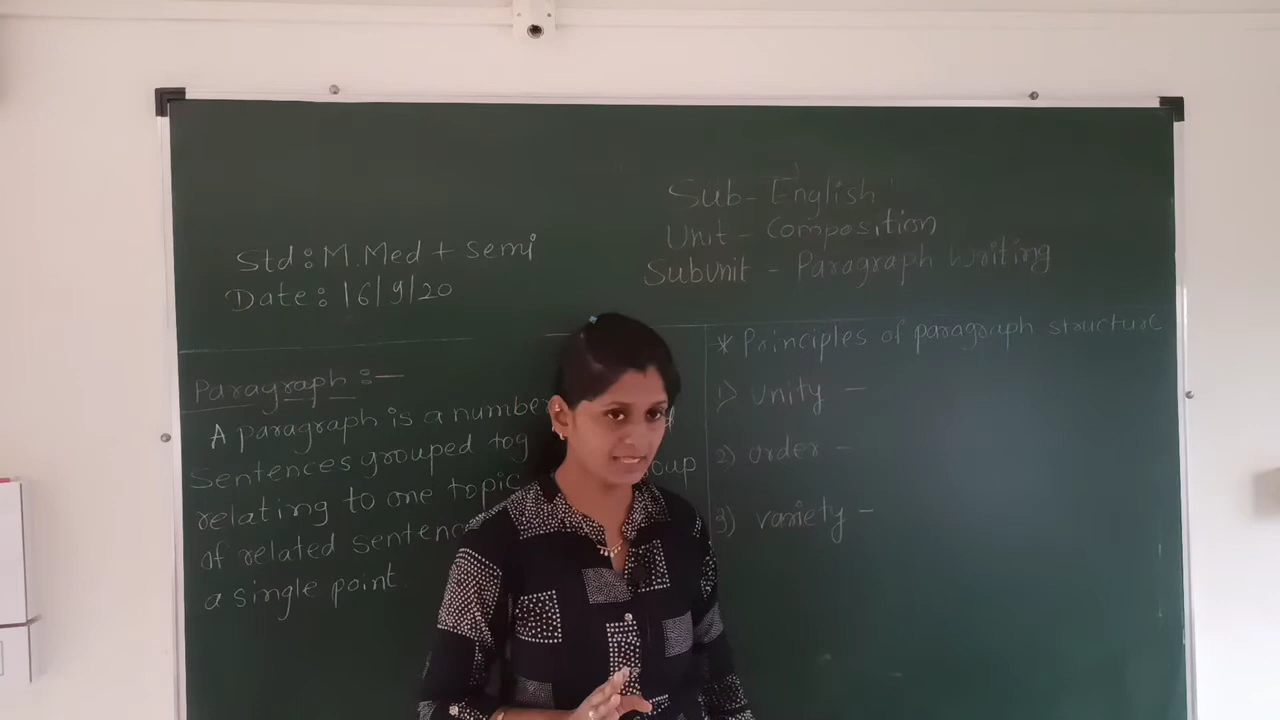 Std: M.Med + Semi
Date: 16/9/20
Sub- English
Unit - Composition
Subunit - Paragraph Writing
Paragraph :-
A paragraph is a number
Sentences grouped tog
relating to one topic oup
of related sentenc
a single point
* Principles of paragraph structure
1) Unity -
2) Order -
3) Variety -